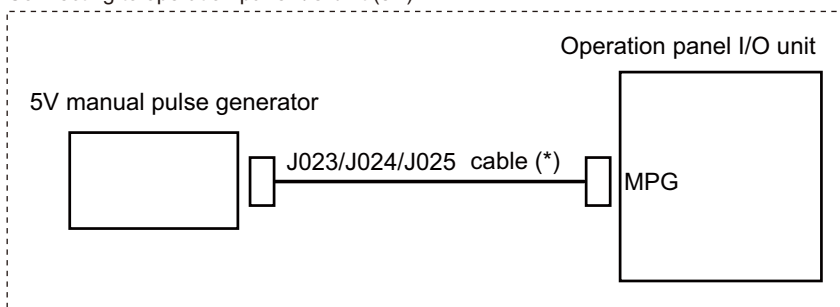 Operation panel I/O unit
5V manual pulse generator
J023/J024/J025 cable (*)
MPG